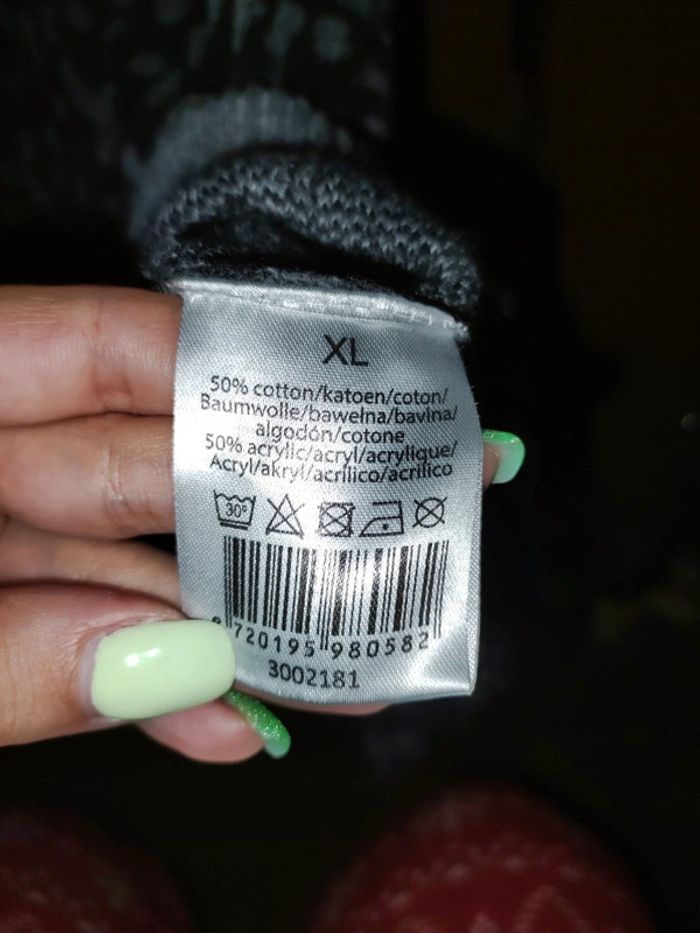 XL
50% cotton/katoen/coton/
Baumwolle/bawełna/bavlna/
algodón/cotone
50% acrylic/acryl/acrylique/
Acryl/akryl/acrílico/acrilico
30°
8 720195 980582
3002181